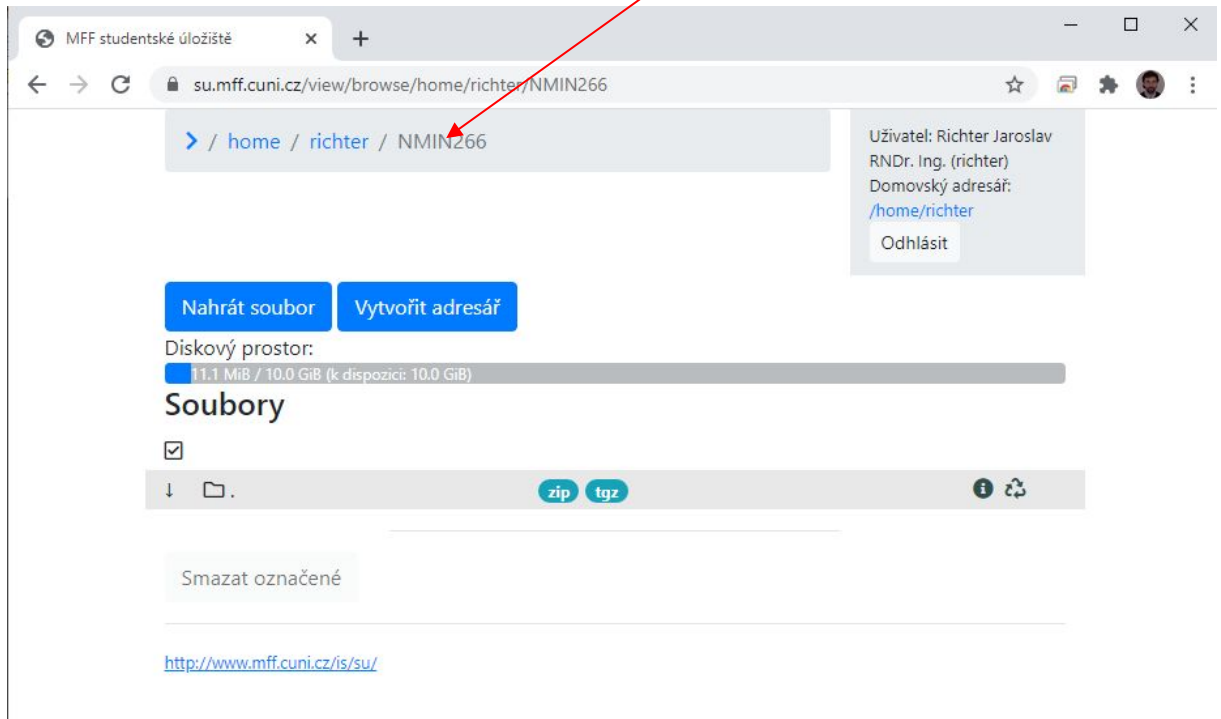 MFF studentské úložiště
su.mff.cuni.cz/view/browse/home/richter/NMIN266
/ home / richter / NMIN266
Uživatel: Richter Jaroslav
RNDr. Ing. (richter)
Domovský adresář:
/home/richter
Odhlásit
Nahrát soubor Vytvořit adresář
Diskový prostor:
11.1 MiB / 10.0 GiB (k dispozici: 10.0 GiB)
Soubory
. zip tgz
Smazat označené
http://www.mff.cuni.cz/is/su/